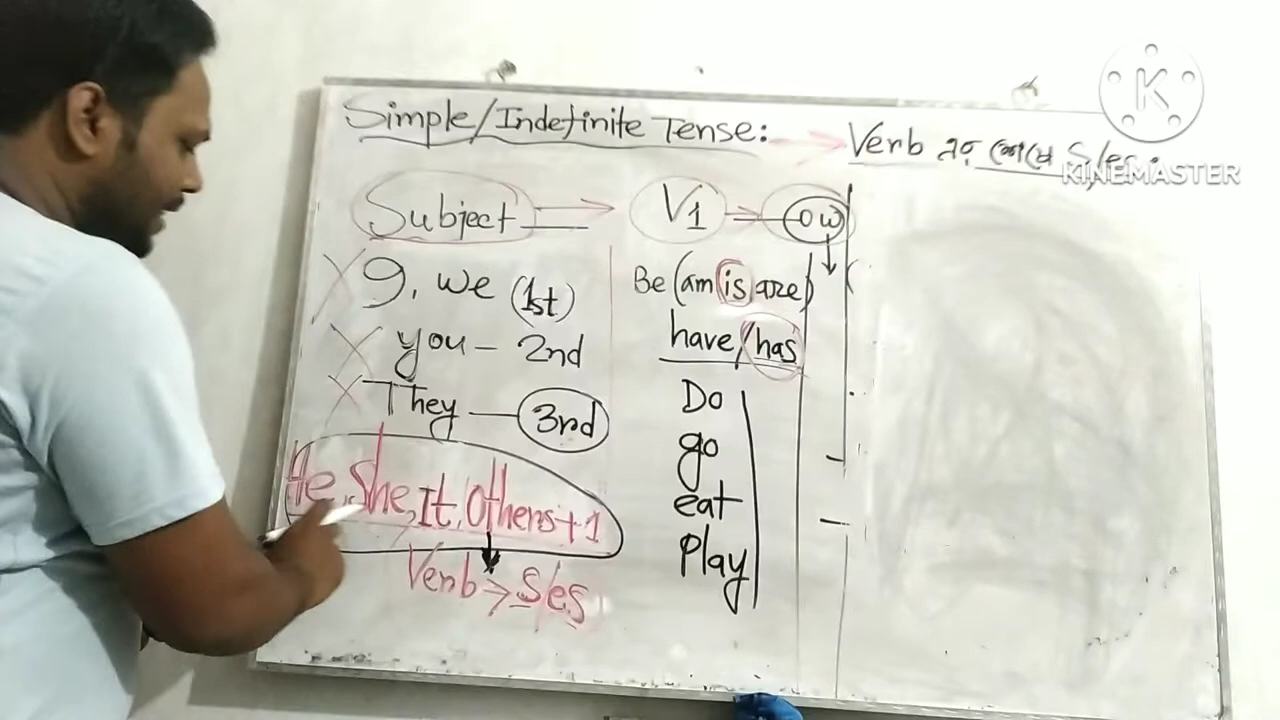 Simple/Indefinite Tense: → Verb এর শেষে S/es.
KINEMASTER
Subject → V1 → ow
9, we (1st)
you - 2nd
They - 3rd
He, She, It, Others + 1
Verb > s/es
Be (am is are)
have/has
Do
go
eat
Play